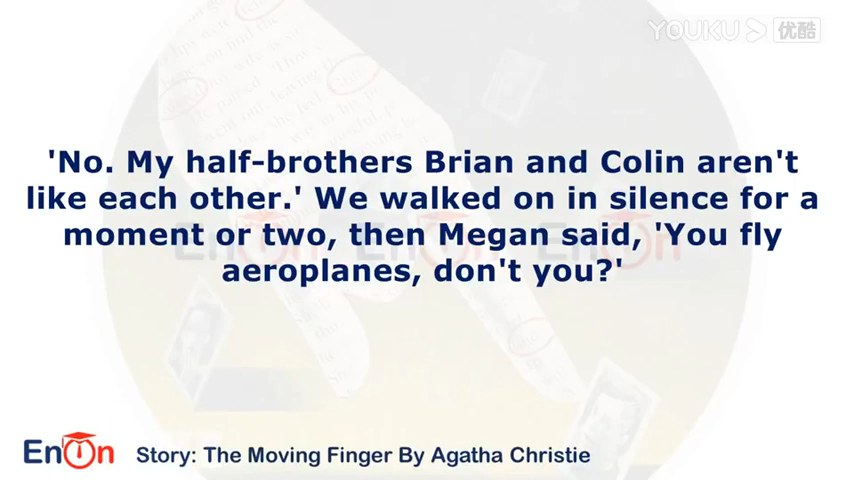 YOUKU 优酷
'No. My half-brothers Brian and Colin aren't
like each other.' We walked on in silence for a
moment or two, then Megan said, 'You fly
aeroplanes, don't you?'
EnOn
Story: The Moving Finger By Agatha Christie